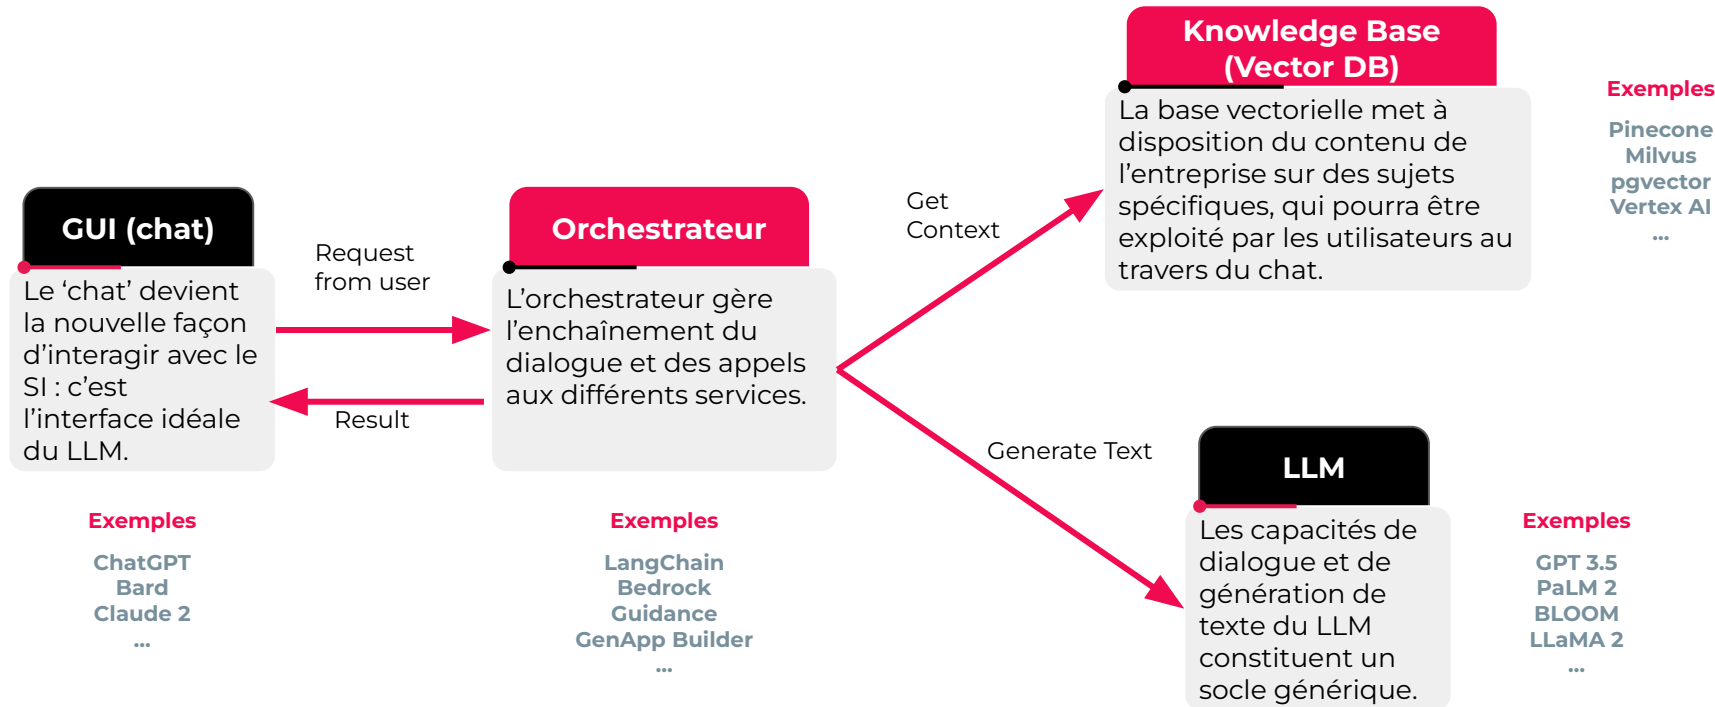 GUI (chat)
Le ‘chat’ devient
la nouvelle façon
d’interagir avec le
SI : c’est
l’interface idéale
du LLM.
Exemples
ChatGPT
Bard
Claude 2
...
Request
from user
Result
Orchestrateur
L’orchestrateur gère
l’enchaînement du
dialogue et des appels
aux différents services.
Exemples
LangChain
Bedrock
Guidance
GenApp Builder
...
Get
Context
Generate Text
Knowledge Base
(Vector DB)
La base vectorielle met à
disposition du contenu de
l’entreprise sur des sujets
spécifiques, qui pourra être
exploité par les utilisateurs au
travers du chat.
Exemples
Pinecone
Milvus
pgvector
Vertex AI
...
LLM
Les capacités de
dialogue et de
génération de
texte du LLM
constituent un
socle générique.
Exemples
GPT 3.5
PaLM 2
BLOOM
LLaMA 2
...